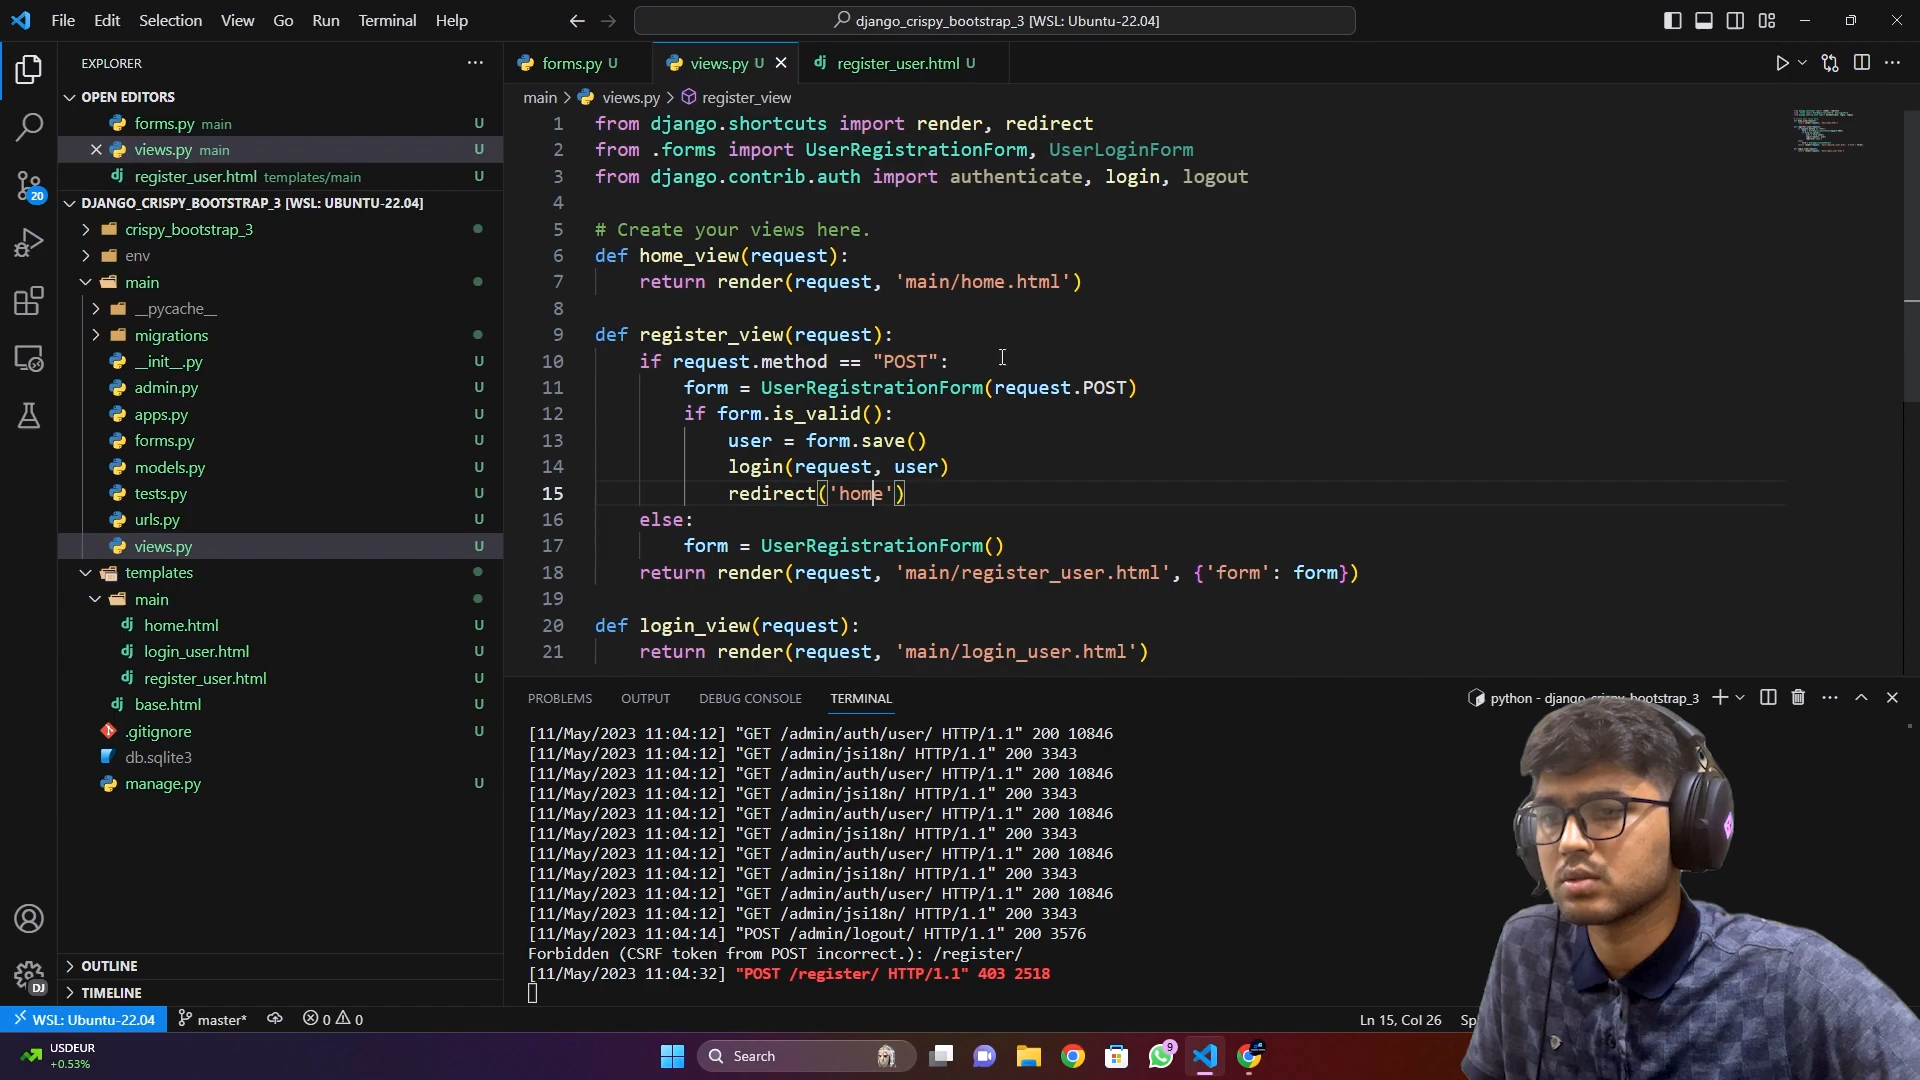 File Edit Selection View Go Run Terminal Help
django_crispy_bootstrap_3 [WSL: Ubuntu-22.04]
EXPLORER
OPEN EDITORS
forms.py main U
views.py main U
register_user.html templates/main U
DJANGO_CRISPY_BOOTSTRAP_3 [WSL: UBUNTU-22.04]
crispy_bootstrap_3
env
main
__pycache__
migrations
__init__.py U
admin.py U
apps.py U
forms.py U
models.py U
tests.py U
urls.py U
views.py U
templates
main
home.html U
login_user.html U
register_user.html U
base.html U
.gitignore U
db.sqlite3
manage.py U
OUTLINE
TIMELINE
20
DJ
forms.py U
views.py U
register_user.html U
main > views.py > register_view
1 from django.shortcuts import render, redirect
2 from .forms import UserRegistrationForm, UserLoginForm
3 from django.contrib.auth import authenticate, login, logout
4
5 # Create your views here.
6 def home_view(request):
7 return render(request, 'main/home.html')
8
9 def register_view(request):
10 if request.method == "POST":
11 form = UserRegistrationForm(request.POST)
12 if form.is_valid():
13 user = form.save()
14 login(request, user)
15 redirect('home')
16 else:
17 form = UserRegistrationForm()
18 return render(request, 'main/register_user.html', {'form': form})
19
20 def login_view(request):
21 return render(request, 'main/login_user.html')
PROBLEMS OUTPUT DEBUG CONSOLE TERMINAL
python - django_crispy_bootstrap_3
[11/May/2023 11:04:12] "GET /admin/auth/user/ HTTP/1.1" 200 10846
[11/May/2023 11:04:12] "GET /admin/jsi18n/ HTTP/1.1" 200 3343
[11/May/2023 11:04:12] "GET /admin/auth/user/ HTTP/1.1" 200 10846
[11/May/2023 11:04:12] "GET /admin/jsi18n/ HTTP/1.1" 200 3343
[11/May/2023 11:04:12] "GET /admin/auth/user/ HTTP/1.1" 200 10846
[11/May/2023 11:04:12] "GET /admin/jsi18n/ HTTP/1.1" 200 3343
[11/May/2023 11:04:12] "GET /admin/auth/user/ HTTP/1.1" 200 10846
[11/May/2023 11:04:12] "GET /admin/jsi18n/ HTTP/1.1" 200 3343
[11/May/2023 11:04:12] "GET /admin/auth/user/ HTTP/1.1" 200 10846
[11/May/2023 11:04:12] "GET /admin/jsi18n/ HTTP/1.1" 200 3343
[11/May/2023 11:04:14] "POST /admin/logout/ HTTP/1.1" 200 3576
Forbidden (CSRF token from POST incorrect.): /register/
[11/May/2023 11:04:32] "POST /register/ HTTP/1.1" 403 2518
WSL: Ubuntu-22.04 master* 0 0
Ln 15, Col 26 Sp
USDEUR
+0.53%
Search
9